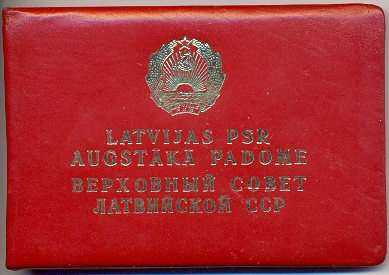 LATVIJAS PSR
AUGSTĀKĀ PADOME
ВЕРХОВНЫЙ СОВЕТ
ЛАТВИЙСКОЙ ССР